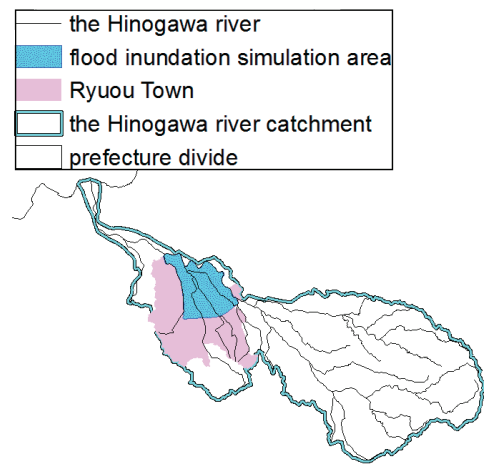 the Hinogawa river
flood inundation simulation area
Ryuou Town
the Hinogawa river catchment
prefecture divide